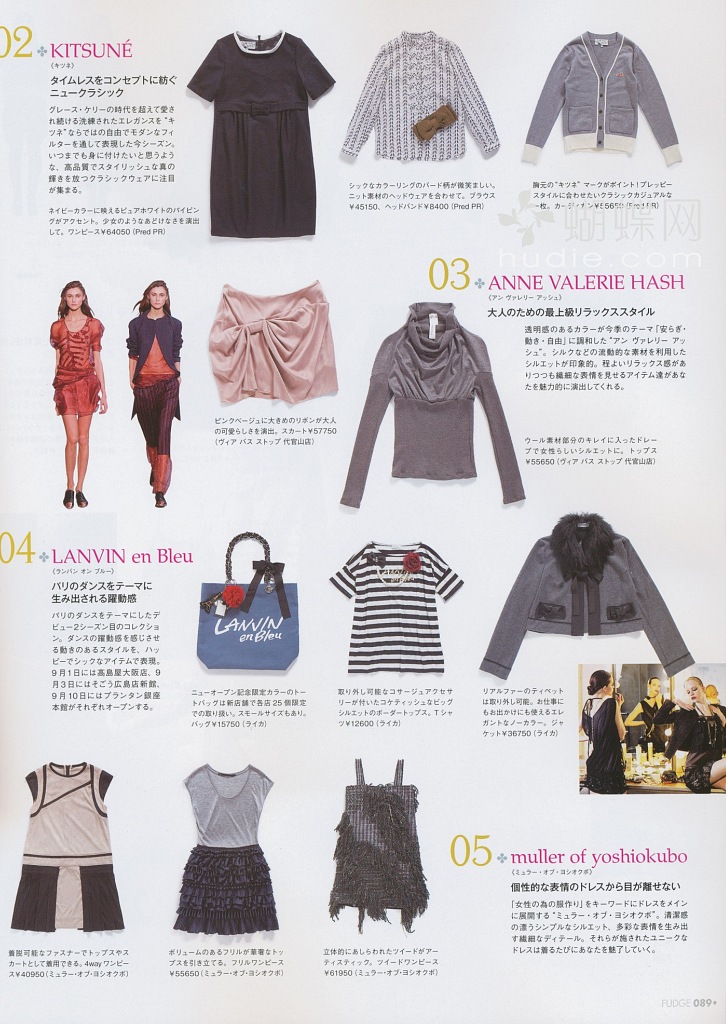 02 KITSUNÉ
(キツネ)
タイムレスをコンセプトに紡ぐ
ニュークラシック
グレース・ケリーの時代を超えて愛さ
れ続ける洗練されたエレガンスを“キ
ツネ”ならではの自由でモダンなフィ
ルターを通して表現した今シーズン。
いつまでも身に付けたいと思うよう
な、高品質でスタイリッシュな真の
輝きを放つクラシックウェアに注目
が集まる。
ネイビーカラーに映えるピュアホワイトのパイピン
グがアクセント。少女のようなあどけなさを演出
して。ワンピース¥64050(Pred PR)
シックなカラーリングのバード柄が微笑ましい。
ニット素材のヘッドウェアを合わせて。ブラウス
¥45150、ヘッドバンド¥8400(Pred PR)
胸元の“キツネ”マークがポイント!プレッピー
スタイルに合わせたいクラシックカジュアルな
一枚。カーディガン¥55650(Pred PR)
蝴蝶网
hudie.com
03 ANNE VALERIE HASH
(アン ヴァレリー アッシュ)
大人のための最上級リラックススタイル
透明感のあるカラーが今季のテーマ「安らぎ・
動き・自由」に調和した“アン ヴァレリー アッ
シュ”。シルクなどの流動的な素材を利用した
シルエットが印象的。程よいリラックス感があ
りつつも繊細な表情を見せるアイテム達があな
たを魅力的に演出してくれる。
ピンクベージュに大きめのリボンが大人
の可愛らしさを演出。スカート¥57750
(ヴィア バス ストップ 代官山店)
ウール素材部分のキレイに入ったドレー
プで女性らしいシルエットに。トップス
¥55650(ヴィア バス ストップ 代官山店)
04 LANVIN en Bleu
(ランバン オン ブルー)
パリのダンスをテーマに
生み出される躍動感
パリのダンスをテーマにしたデ
ビュー2シーズン目のコレクショ
ン。ダンスの躍動感を感じさせ
る動きのあるスタイルを、ハッ
ピーでシックなアイテムで表現。
9月1日には高島屋大阪店、9
月3日にはそごう広島店新館、
9月10日にはプランタン銀座
本館がそれぞれオープンする。
LANVIN
en Bleu
ニューオープン記念限定カラーのトー
トバッグは新店舗で各店25個限定
での取り扱い。スモールサイズもあり。
バッグ¥15750(ライカ)
取り外し可能なコサージュアクセサ
リーが付いたコケティッシュなビッグ
シルエットのボーダートップス。Tシャ
ツ¥12600(ライカ)
リアルファーのティペット
は取り外し可能。お仕事に
もお出かけにも使えるエレ
ガントなノーカラー。ジャ
ケット¥36750(ライカ)
05 muller of yoshiokubo
(ミュラー・オブ・ヨシオクボ)
個性的な表情のドレスから目が離せない
「女性の為の服作り」をキーワードにドレスをメイン
に展開する“ミュラー・オブ・ヨシオクボ”。清潔感
の漂うシンプルなシルエット、多彩な表情を生み出
す繊細なディテール。それらが施されたユニークな
ドレスは着るたびにあなたを魅了していく。
着脱可能なファスナーでトップスやス
カートとして着用できる。4wayワンピー
ス¥40950(ミュラー・オブ・ヨシオクボ)
ボリュームのあるフリルが華奢なトッ
プスを引き立てる。フリルワンピース
¥55650(ミュラー・オブ・ヨシオクボ)
立体的にあしらわれたツイードがアー
ティスティック。ツイードワンピース
¥61950(ミュラー・オブ・ヨシオクボ)
FUDGE 089